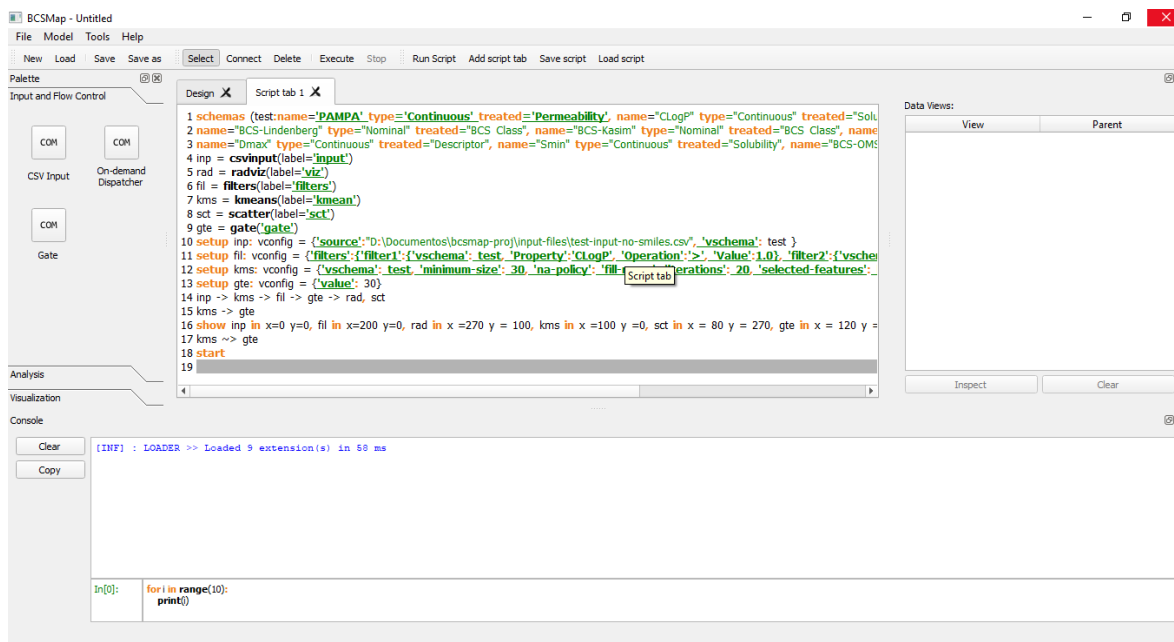 BCSMap - Untitled
File Model Tools Help
New Load Save Save as Select Connect Delete Execute Stop Run Script Add script tab Save script Load script
Palette
Input and Flow Control
COM
CSV Input
COM
On-demand
Dispatcher
COM
Gate
Analysis
Visualization
Design Script tab 1
1 schemas (test:name='PAMPA' type='Continuous' treated='Permeability', name="CLogP" type="Continuous" treated="Solu
2 name="BCS-Lindenberg" type="Nominal" treated="BCS Class", name="BCS-Kasim" type="Nominal" treated="BCS Class", name
3 name="Dmax" type="Continuous" treated="Descriptor", name="Smin" type="Continuous" treated="Solubility", name="BCS-OMS
4 inp = csvinput(label='input')
5 rad = radviz(label='viz')
6 fil = filters(label='filters')
7 kms = kmeans(label='kmean')
8 sct = scatter(label='sct')
9 gte = gate('gate')
10 setup inp: vconfig = {'source':"D:\Documentos\bcsmap-proj\input-files\test-input-no-smiles.csv", 'vschema': test }
11 setup fil: vconfig = {'filters':{'filter1':{'vschema': test, 'Property':'CLogP', 'Operation':'>', 'Value':1.0}, 'filter2':{'vsche
12 setup kms: vconfig = {'vschema': test, 'minimum-size': 30, 'na-policy': 'fill- 20, 'selected-features':
Script tab
13 setup gte: vconfig = {'value': 30}
14 inp -> kms -> fil -> gte -> rad, sct
15 kms -> gte
16 show inp in x=0 y=0, fil in x=200 y=0, rad in x =270 y = 100, kms in x =100 y =0, sct in x = 80 y = 270, gte in x = 120 y =
17 kms ~> gte
18 start
19
Data Views:
View Parent
Inspect Clear
Console
Clear
Copy
[INF] : LOADER >> Loaded 9 extension(s) in 58 ms
In[0]: for i in range(10):
print(i)